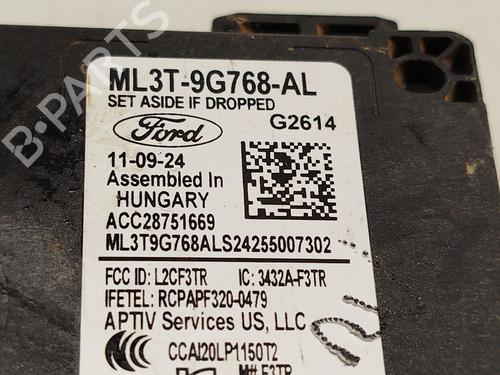 ML3T-9G768-AL
SET ASIDE IF DROPPED
Ford
G2614
11-09-24
Assembled In
HUNGARY
ACC28751669
ML3T9G768ALS24255007302
FCC ID: L2CF3TR IC: 3432A-F3TR
IFETEL: RCPAPF320-0479
APTIV Services US, LLC
CCAI20LP1150T2
M# F3TR
B-PARTS